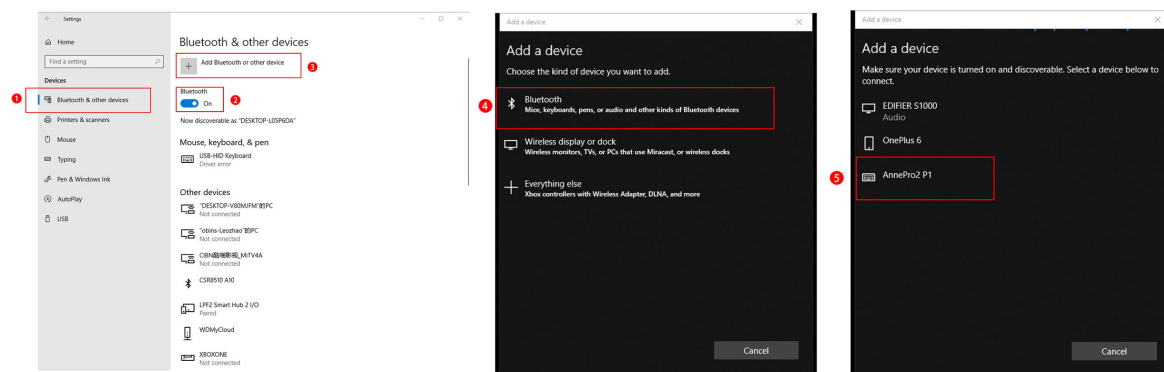 Settings
Home
Find a setting
Devices
Bluetooth & other devices
Printers & scanners
Mouse
Typing
Pen & Windows Ink
AutoPlay
USB
1
Bluetooth & other devices
Add Bluetooth or other device
3
Bluetooth
On
2
Now discoverable as "DESKTOP-L0SP6DA"
Mouse, keyboard, & pen
USB-HID Keyboard
Driver error
Other devices
"DESKTOP-V80MJFM"的PC
Not connected
"obins-Leozhao"的PC
Not connected
Not connected
CSR8510 A10
LPF2 Smart Hub 2 I/O
Paired
WDMyCloud
XBOXONE
Not connected
Add a device
Add a device
Choose the kind of device you want to add.
4
Bluetooth
Mice, keyboards, pens, or audio and other kinds of Bluetooth devices
Wireless display or dock
Wireless monitors, TVs, or PCs that use Miracast, or wireless docks
Everything else
Xbox controllers with Wireless Adapter, DLNA, and more
Cancel
Add a device
Add a device
Make sure your device is turned on and discoverable. Select a device below to
connect.
EDIFIER S1000
Audio
OnePlus 6
5
AnnePro2 P1
Cancel